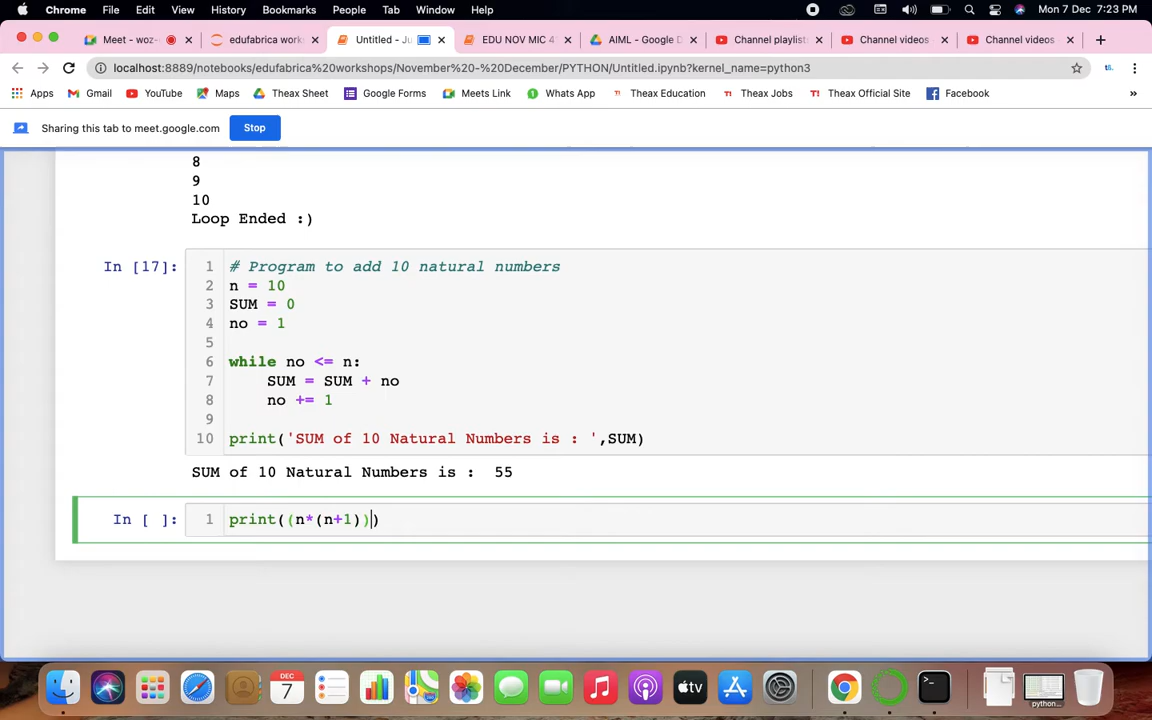 Chrome File Edit View History Bookmarks People Tab Window Help Mon 7 Dec 7:23 PM
Meet - woz- edufabrica work Untitled - Ju EDU NOV MIC 4 AIML - Google D Channel playlist Channel videos - Channel videos -
localhost:8889/notebooks/edufabrica%20workshops/November%20-%20December/PYTHON/Untitled.ipynb?kernel_name=python3
Apps Gmail YouTube Maps Theax Sheet Google Forms Meets Link Whats App Theax Education Theax Jobs Theax Official Site Facebook »
Sharing this tab to meet.google.com Stop
8
9
10
Loop Ended :)
In [17]: 1 # Program to add 10 natural numbers
2 n = 10
3 SUM = 0
4 no = 1
5
6 while no <= n:
7 SUM = SUM + no
8 no += 1
9
10 print('SUM of 10 Natural Numbers is : ',SUM)
SUM of 10 Natural Numbers is : 55
In [ ]: 1 print((n*(n+1)))
DEC
7
tv
python...